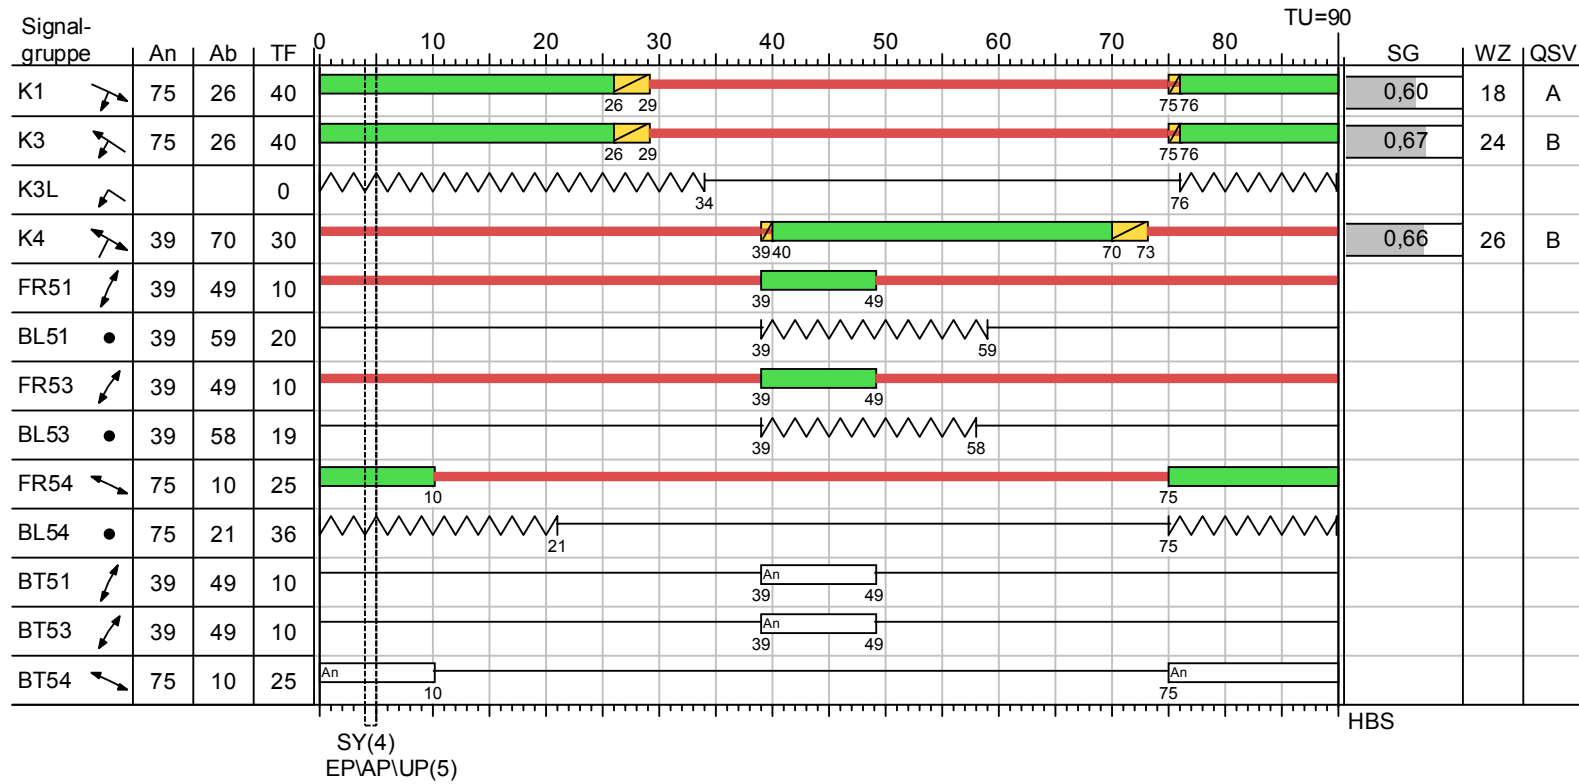 TU=90
Signal-
gruppe An Ab TF 0 10 20 30 40 50 60 70 80 SG WZ QSV
K1 75 26 40 26 29 75 76 0,60 18 A
K3 75 26 40 26 29 75 76 0,67 24 B
K3L 0 34 76
K4 39 70 30 39 40 70 73 0,66 26 B
FR51 39 49 10 39 49
BL51 39 59 20 39 59
FR53 39 49 10 39 49
BL53 39 58 19 39 58
FR54 75 10 25 10 75
BL54 75 21 36 21 75
BT51 39 49 10 An 39 49
BT53 39 49 10 An 39 49
BT54 75 10 25 An 10 An 75
HBS
SY(4)
EP\AP\UP(5)